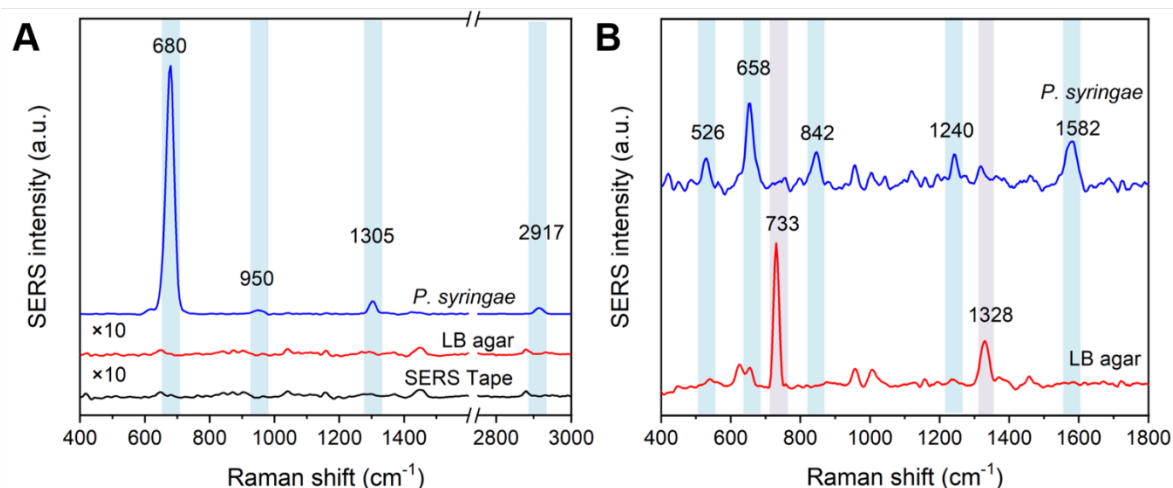 A
680
950
1305
2917
P. syringae
×10
LB agar
×10
SERS Tape
400 600 800 1000 1200 1400 2800 3000
Raman shift (cm⁻¹)
SERS intensity (a.u.)
B
658
P. syringae
526
842
1240
1582
733
1328
LB agar
400 600 800 1000 1200 1400 1600 1800
Raman shift (cm⁻¹)
SERS intensity (a.u.)